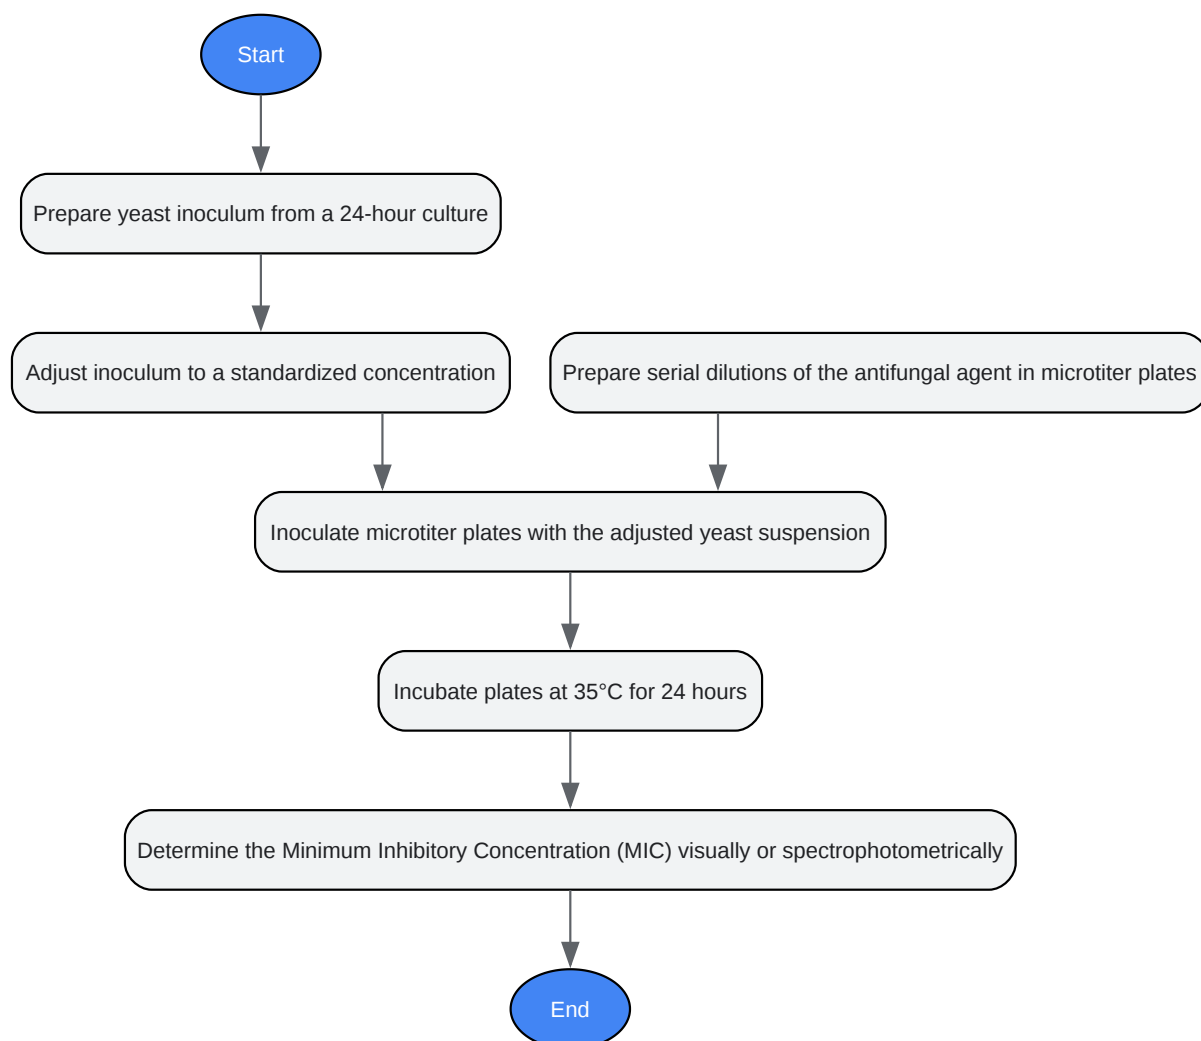 Start
Prepare yeast inoculum from a 24-hour culture
Adjust inoculum to a standardized concentration
Prepare serial dilutions of the antifungal agent in microtiter plates
Inoculate microtiter plates with the adjusted yeast suspension
Incubate plates at 35°C for 24 hours
Determine the Minimum Inhibitory Concentration (MIC) visually or spectrophotometrically
End